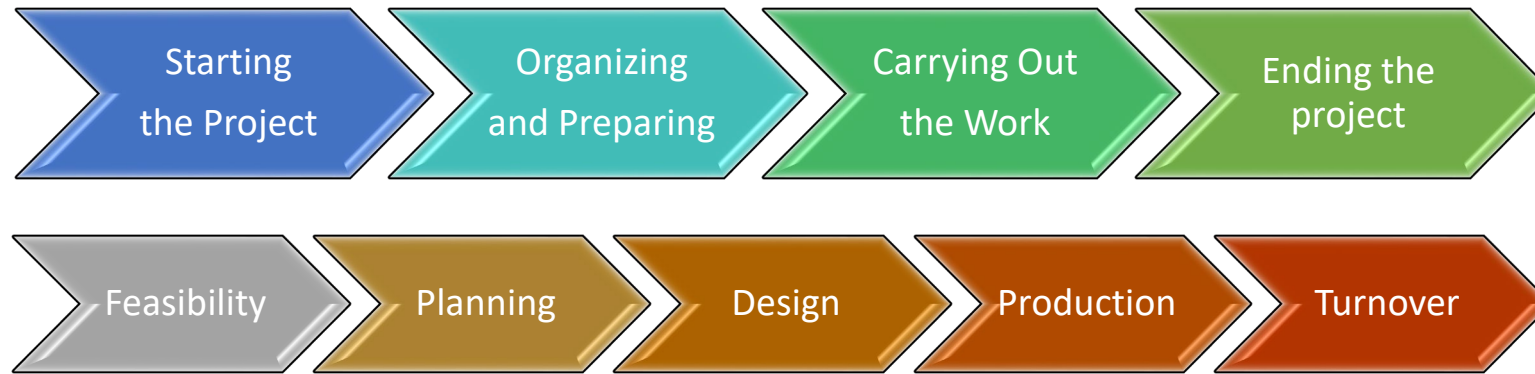 Starting
the Project
Organizing
and Preparing
Carrying Out
the Work
Ending the
project
Feasibility
Planning
Design
Production
Turnover